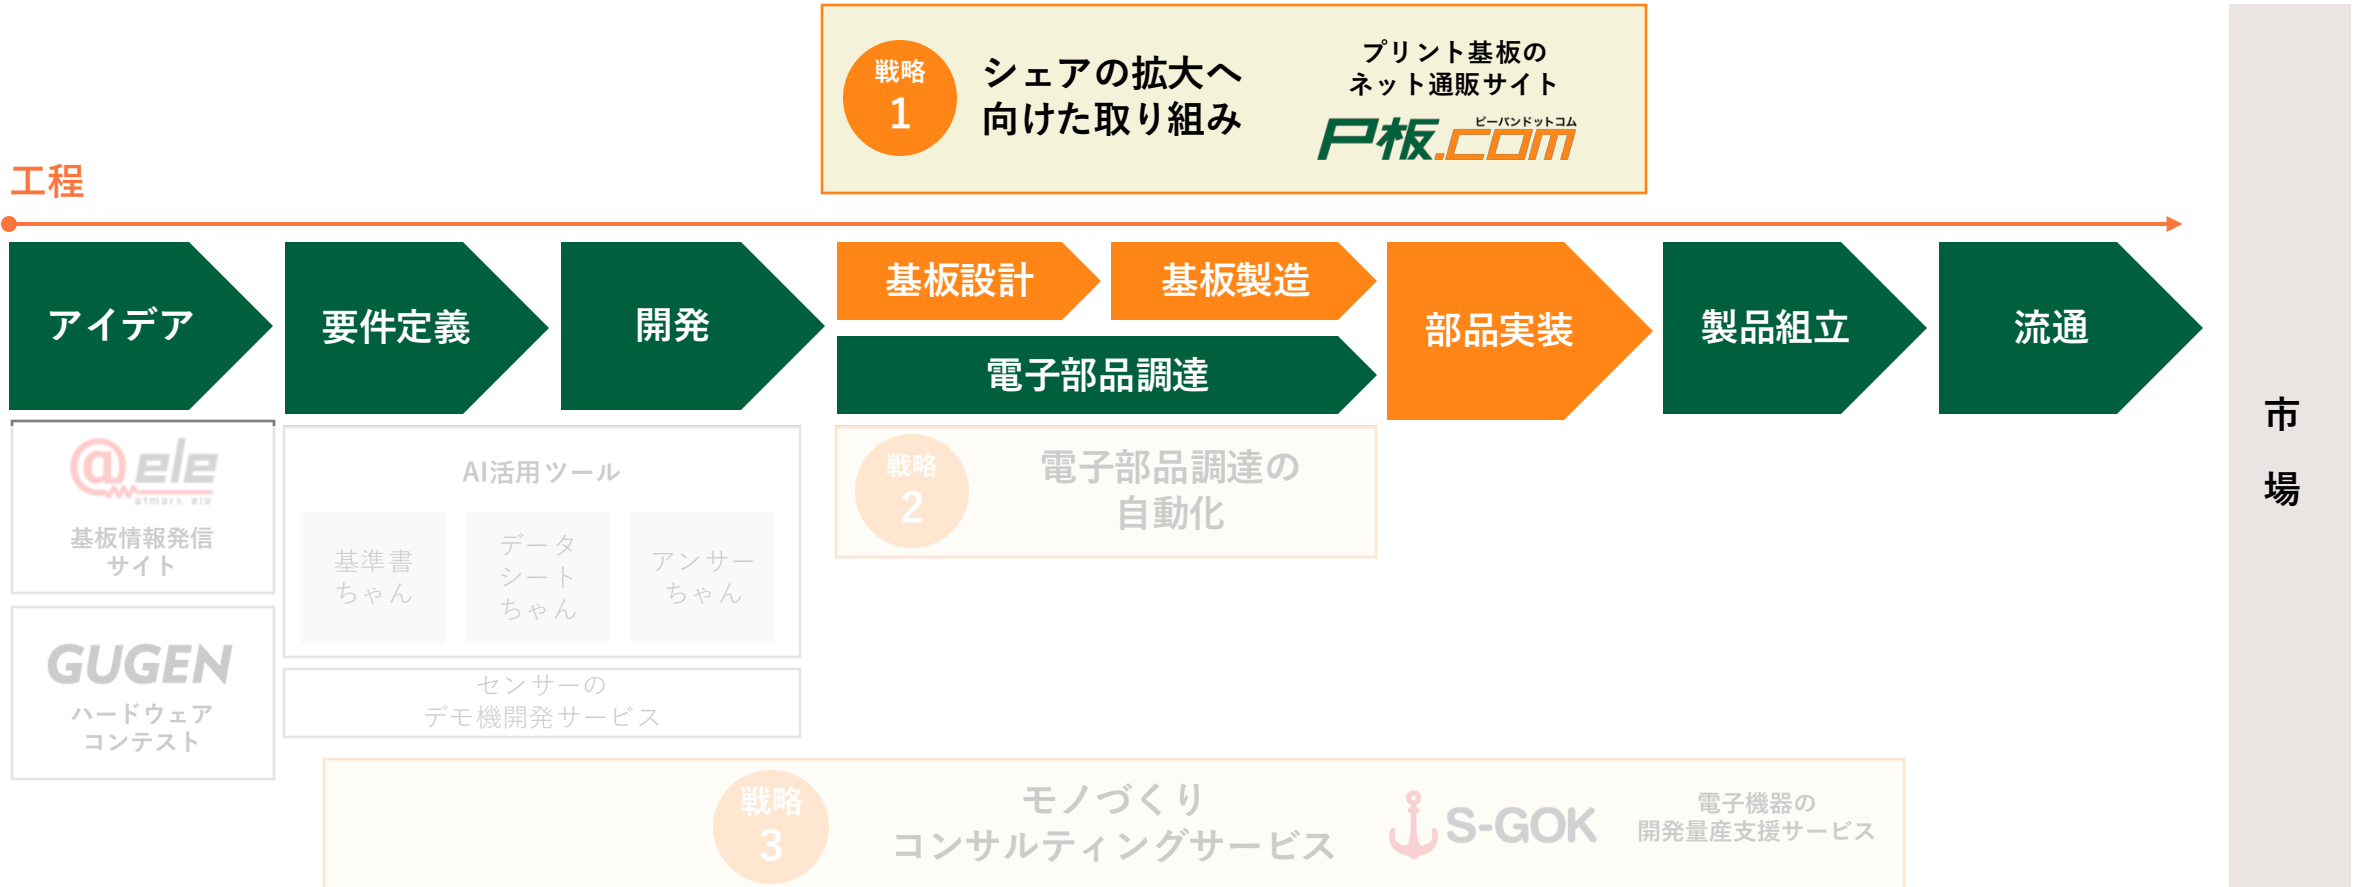 戦略
1
シェアの拡大へ
向けた取り組み
プリント基板の
ネット通販サイト
ピーバンドットコム
P板.com
工程
アイデア
要件定義
開発
基板設計
基板製造
電子部品調達
部品実装
製品組立
流通
市場
@ele
atmark ele
基板情報発信
サイト
GUGEN
ハードウェア
コンテスト
AI活用ツール
基準書
ちゃん
データ
シート
ちゃん
アンサー
ちゃん
センサーの
デモ機開発サービス
戦略
2
電子部品調達の
自動化
戦略
3
モノづくり
コンサルティングサービス
S-GOK
電子機器の
開発量産支援サービス